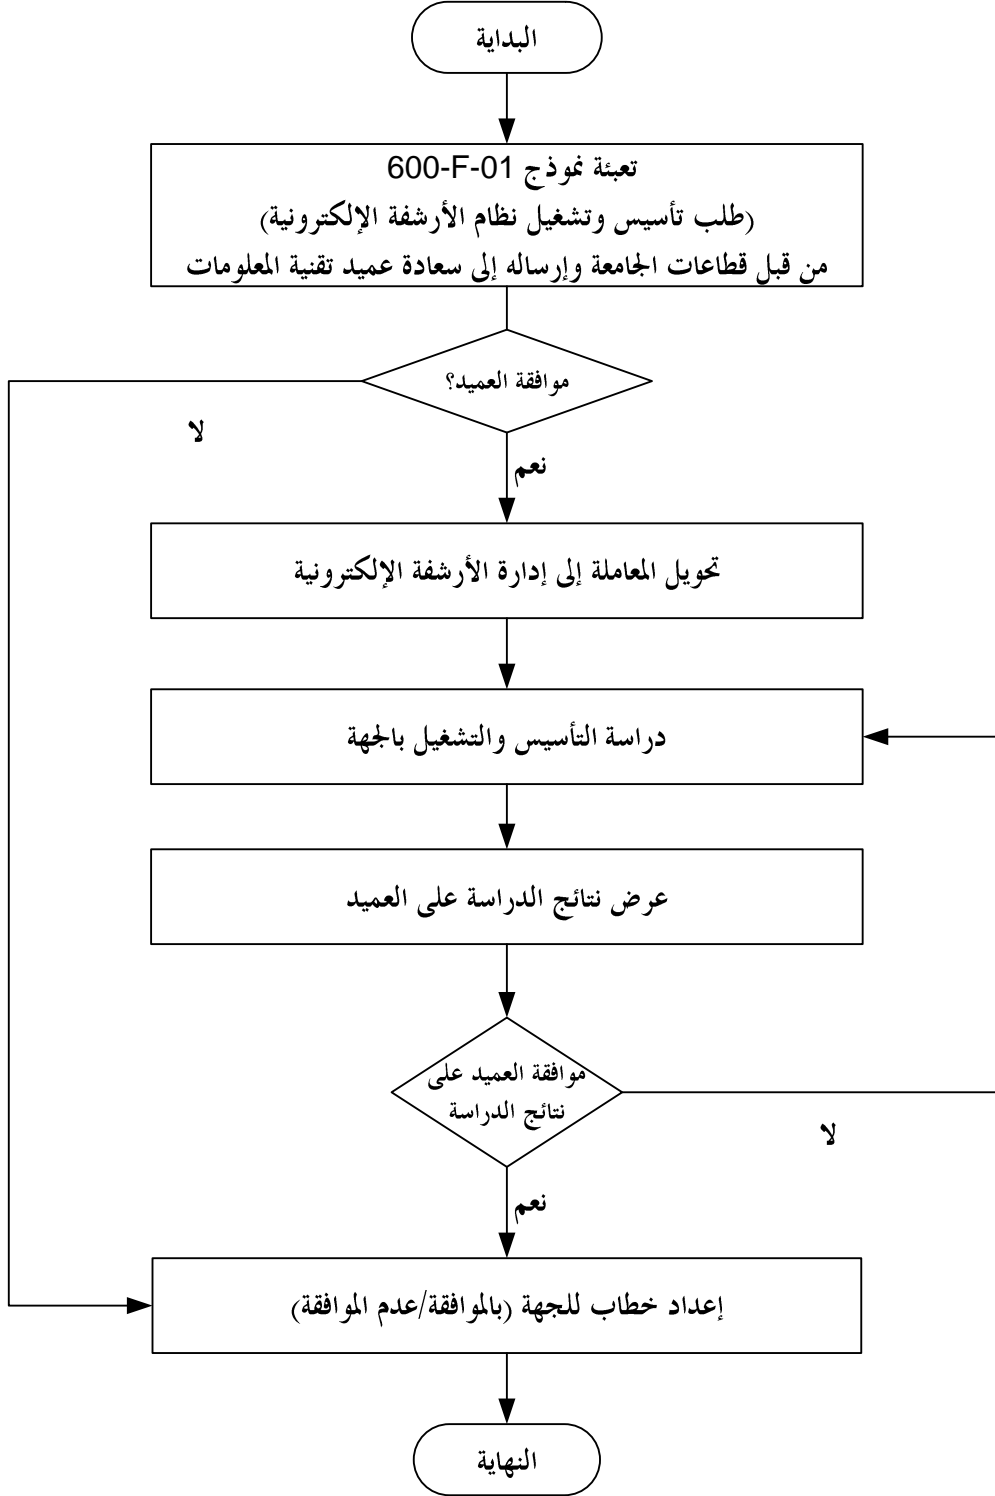 البداية
تعبئة نموذج 600-F-01
(طلب تأسيس وتشغيل نظام الأرشفة الإلكترونية)
من قبل قطاعات الجامعة وإرساله إلى سعادة عميد تقنية المعلومات
موافقة العميد؟
لا
نعم
تحويل المعاملة إلى إدارة الأرشفة الإلكترونية
دراسة التأسيس والتشغيل بالجهة
عرض نتائج الدراسة على العميد
موافقة العميد على
نتائج الدراسة
لا
نعم
إعداد خطاب للجهة (بالموافقة/عدم الموافقة)
النهاية